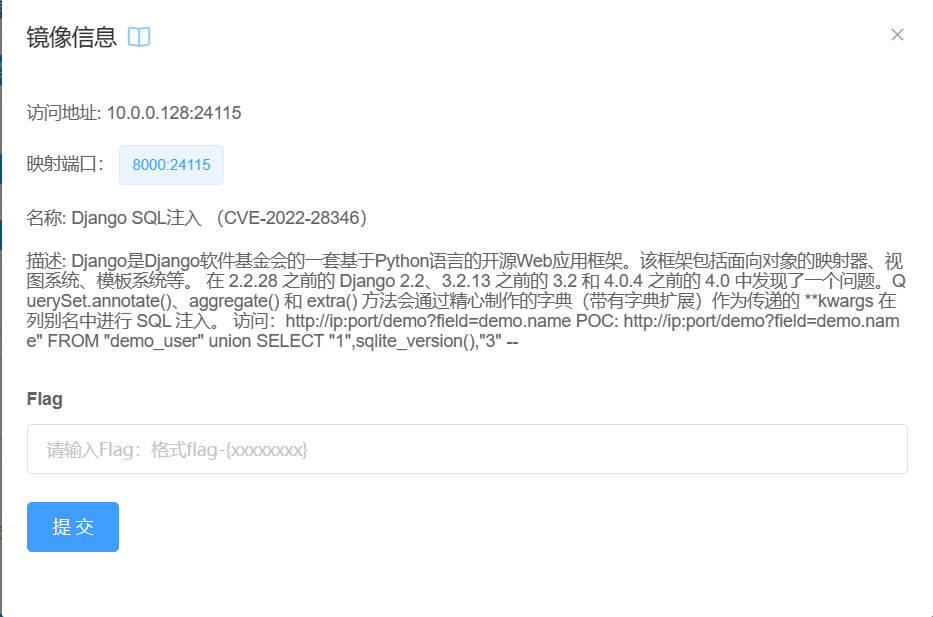 镜像信息
访问地址: 10.0.0.128:24115
映射端口: 8000:24115
名称: Django SQL注入 （CVE-2022-28346）
描述: Django是Django软件基金会的一套基于Python语言的开源Web应用框架。该框架包括面向对象的映射器、视
图系统、模板系统等。 在 2.2.28 之前的 Django 2.2、3.2.13 之前的 3.2 和 4.0.4 之前的 4.0 中发现了一个问题。Q
uerySet.annotate()、aggregate() 和 extra() 方法会通过精心制作的字典（带有字典扩展）作为传递的 **kwargs 在
列别名中进行 SQL 注入。 访问：http://ip:port/demo?field=demo.name POC: http://ip:port/demo?field=demo.nam
e" FROM "demo_user" union SELECT "1",sqlite_version(),"3" --
Flag
请输入Flag：格式flag-{xxxxxxxx}
提 交